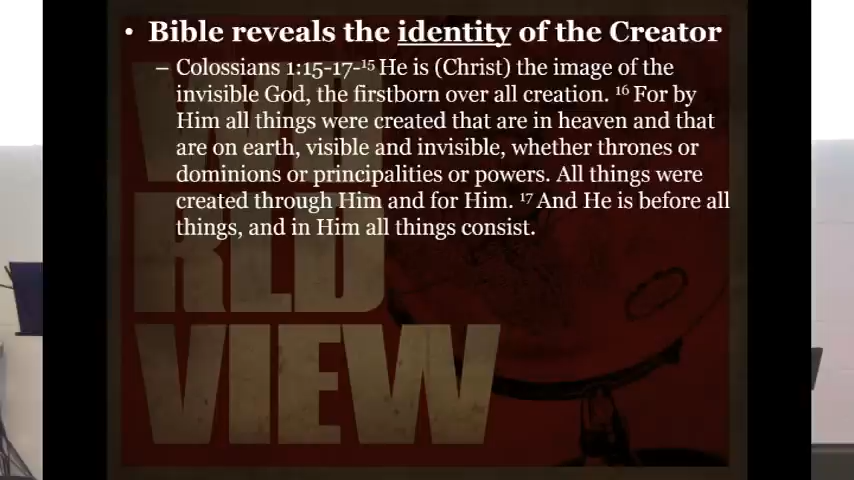 • Bible reveals the identity of the Creator
– Colossians 1:15-17-15 He is (Christ) the image of the
invisible God, the firstborn over all creation. 16 For by
Him all things were created that are in heaven and that
are on earth, visible and invisible, whether thrones or
dominions or principalities or powers. All things were
created through Him and for Him. 17 And He is before all
things, and in Him all things consist.
WO
RLD
VIEW